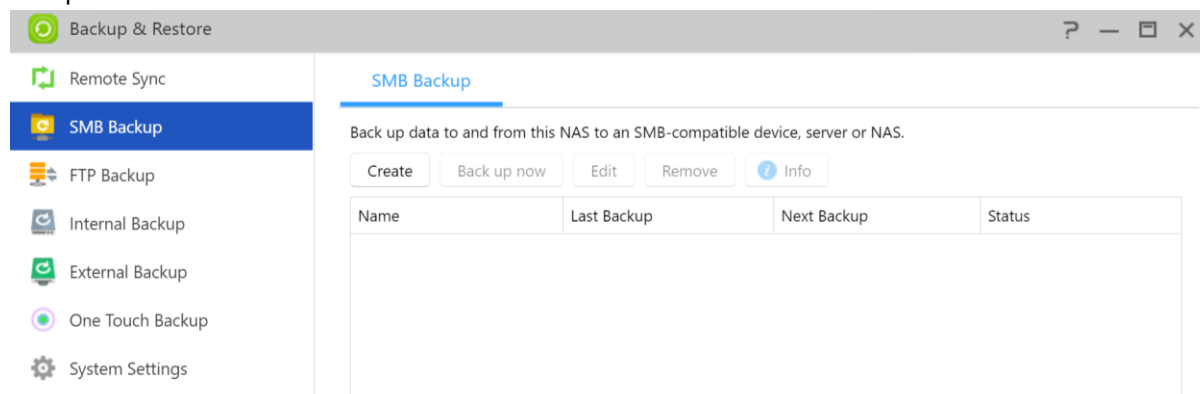 Backup & Restore
Remote Sync
SMB Backup
FTP Backup
Internal Backup
External Backup
One Touch Backup
System Settings
SMB Backup
Back up data to and from this NAS to an SMB-compatible device, server or NAS.
Create Back up now Edit Remove Info
Name Last Backup Next Backup Status